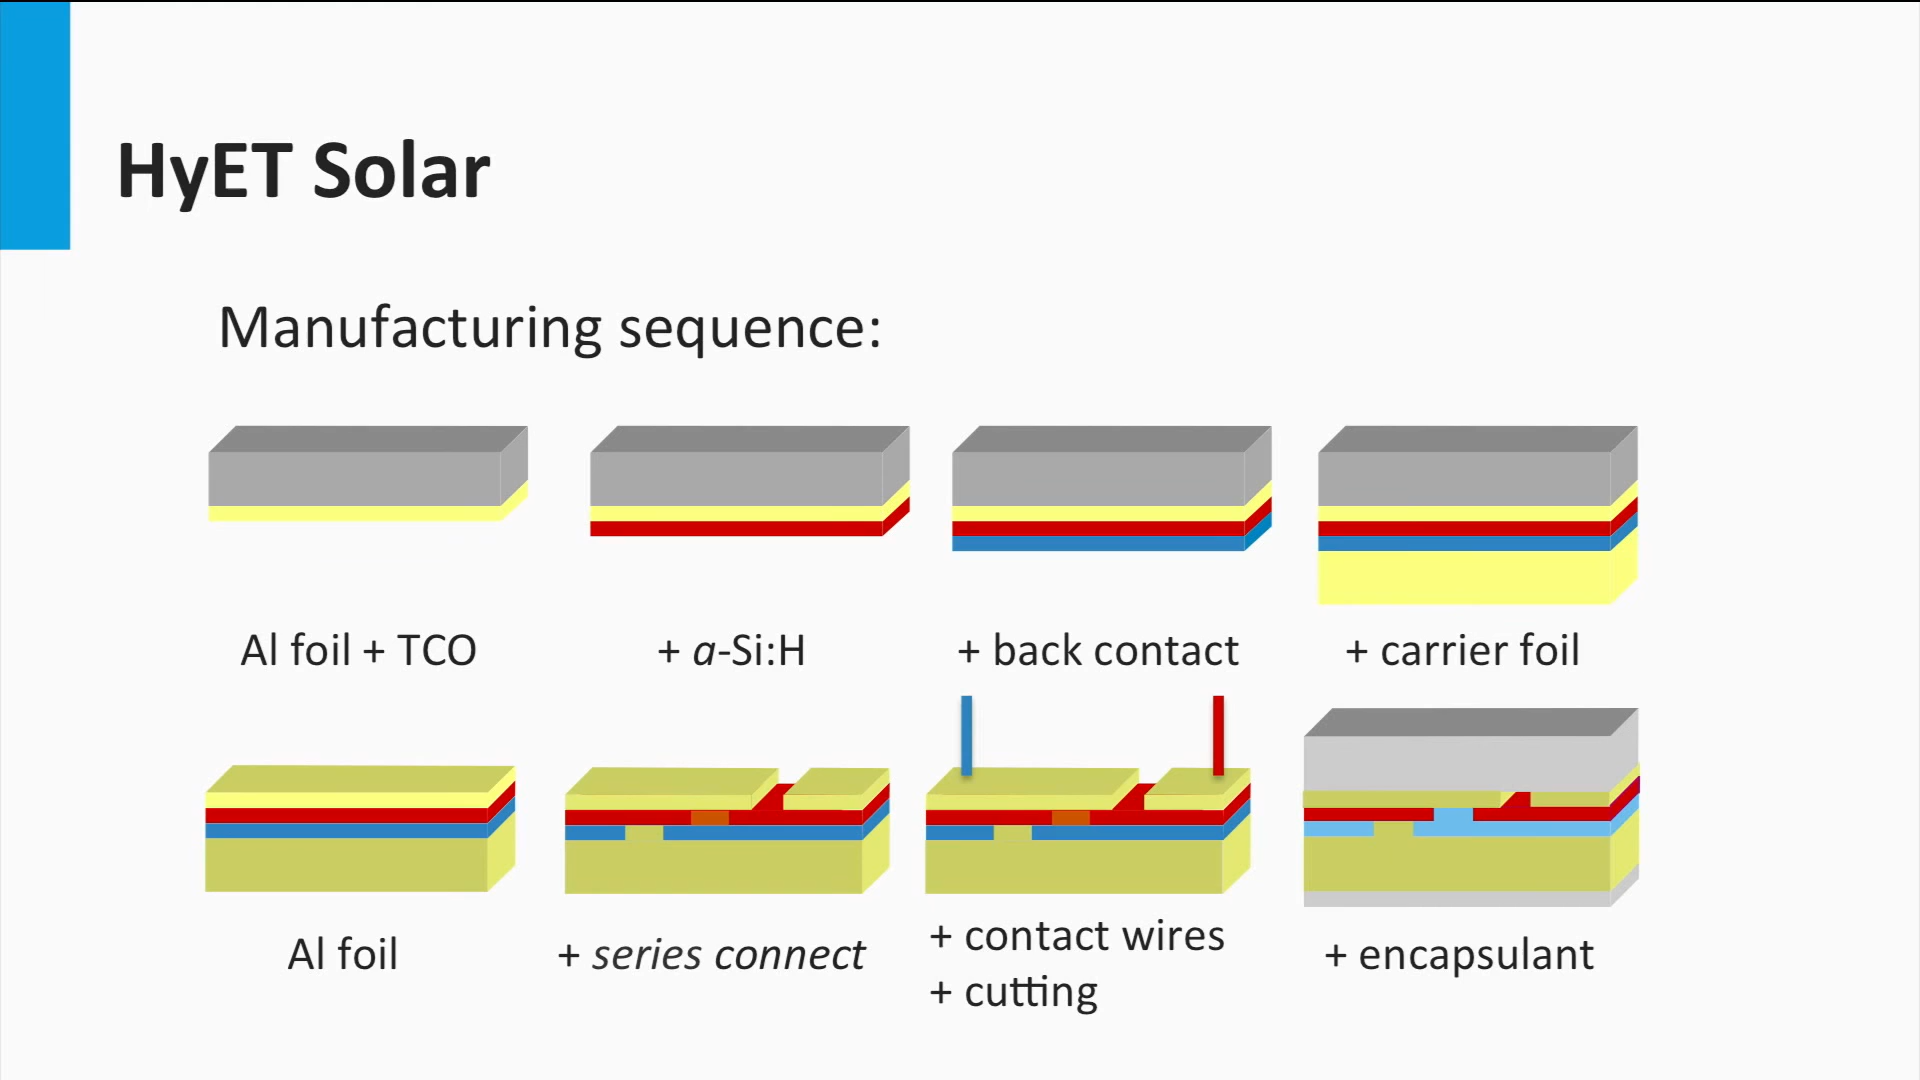 HyET Solar
Manufacturing sequence:
Al foil + TCO
+ a-Si:H
+ back contact
+ carrier foil
Al foil
+ series connect
+ contact wires
+ cutting
+ encapsulant